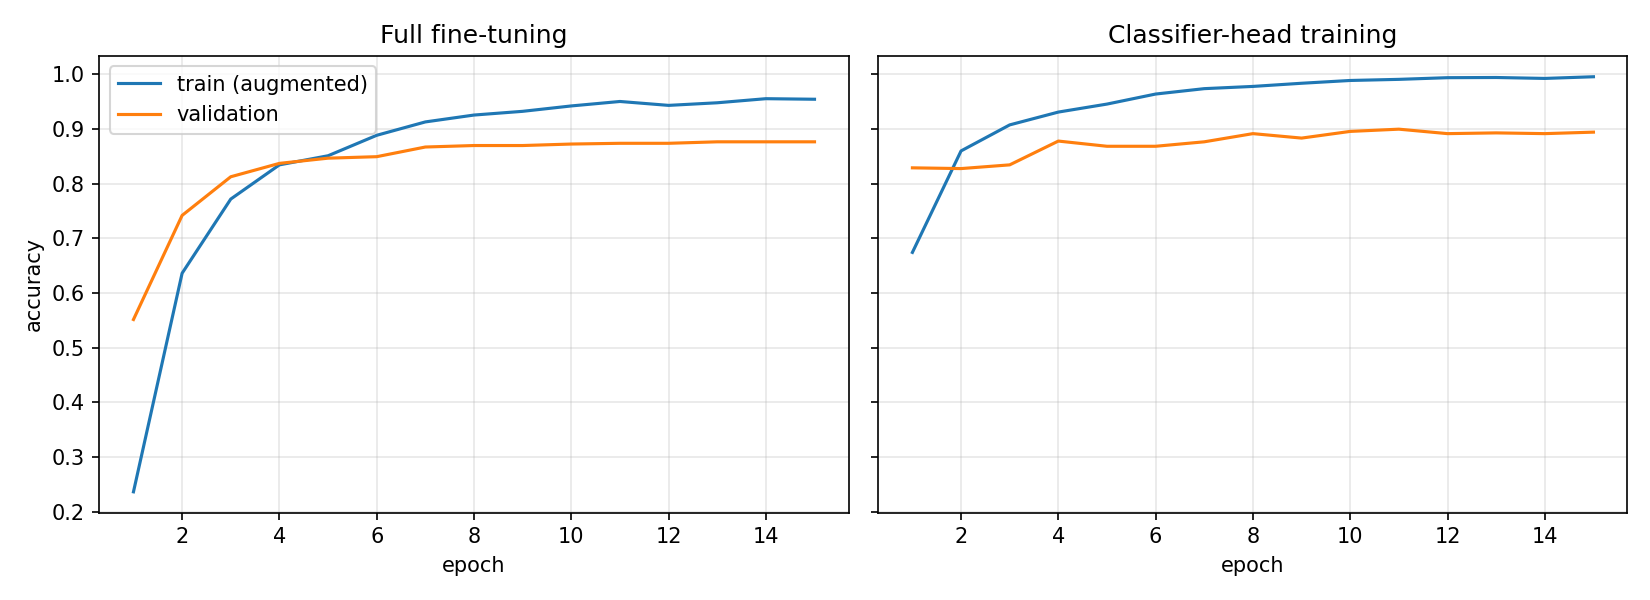 Full fine-tuning
train (augmented)
validation
accuracy
1.0
0.9
0.8
0.7
0.6
0.5
0.4
0.3
0.2
2 4 6 8 10 12 14
epoch
Classifier-head training
2 4 6 8 10 12 14
epoch